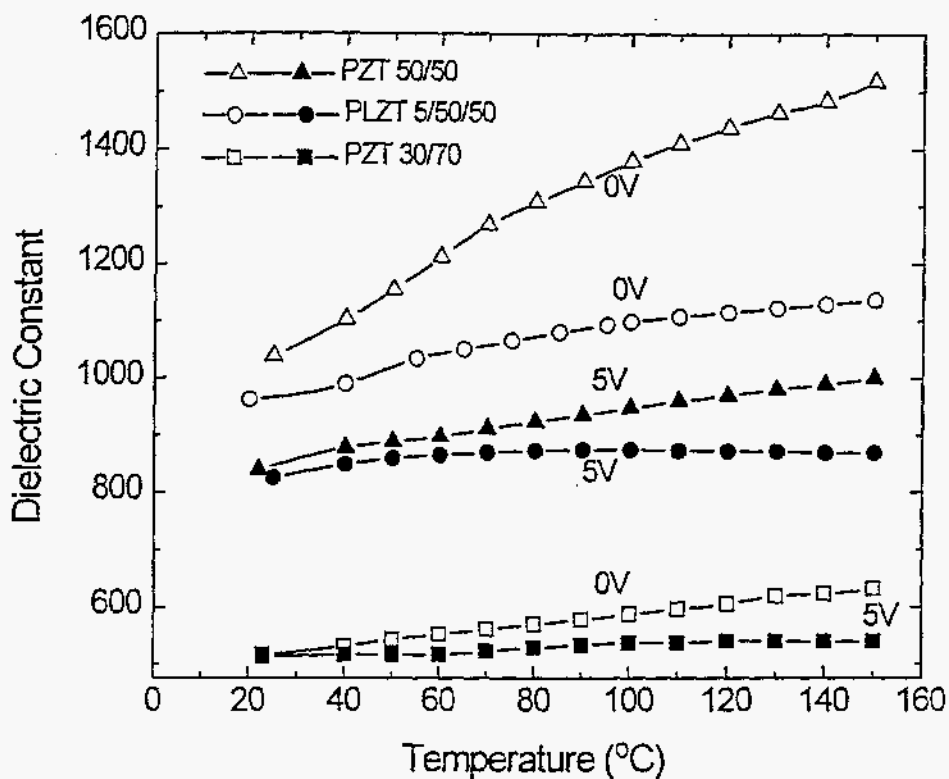 1600
1400
1200
1000
800
600
Dielectric Constant
PZT 50/50
PLZT 5/50/50
PZT 30/70
0V
0V
5V
5V
0V
5V
0 20 40 60 80 100 120 140 160
Temperature (°C)